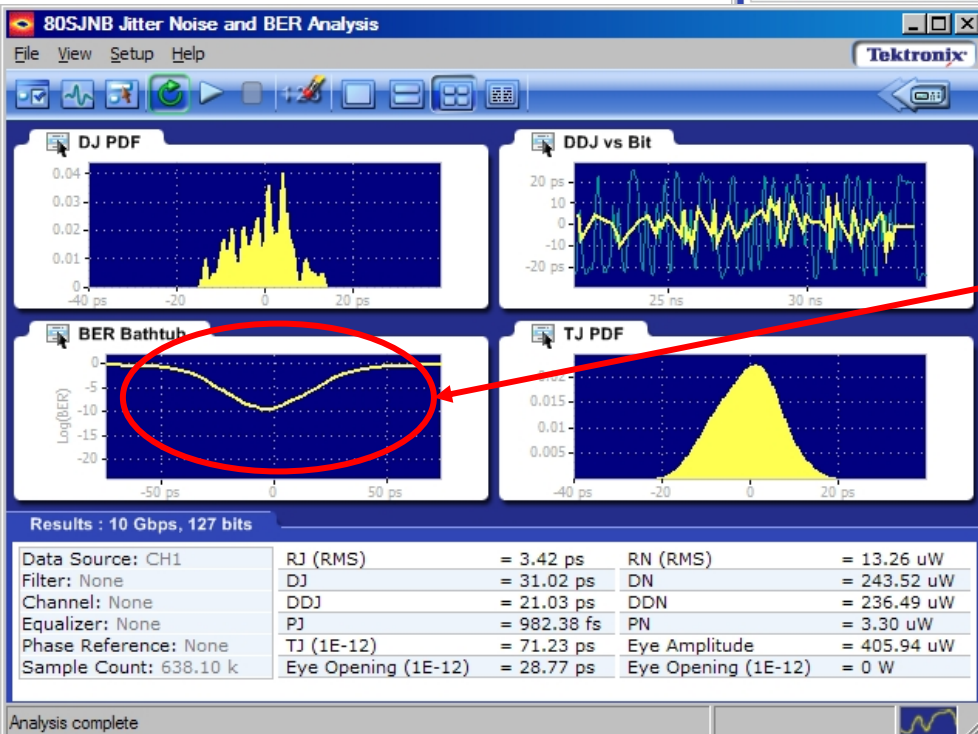 80SJNB Jitter Noise and BER Analysis
File View Setup Help
Tektronix
DJ PDF
0.04
0.03
0.02
0.01
0
-40 ps -20 0 20 ps
DDJ vs Bit
20 ps
10
0
-10
-20 ps
25 ns 30 ns
BER Bathtub
Log(BER)
0
-5
-10
-15
-20
-50 ps 0 50 ps
TJ PDF
0.02
0.015
0.01
0.005
-40 ps -20 0 20 ps
Results : 10 Gbps, 127 bits
Data Source: CH1 RJ (RMS) = 3.42 ps RN (RMS) = 13.26 uW
Filter: None DJ = 31.02 ps DN = 243.52 uW
Channel: None DDJ = 21.03 ps DDN = 236.49 uW
Equalizer: None PJ = 982.38 fs PN = 3.30 uW
Phase Reference: None TJ (1E-12) = 71.23 ps Eye Amplitude = 405.94 uW
Sample Count: 638.10 k Eye Opening (1E-12) = 28.77 ps Eye Opening (1E-12) = 0 W
Analysis complete